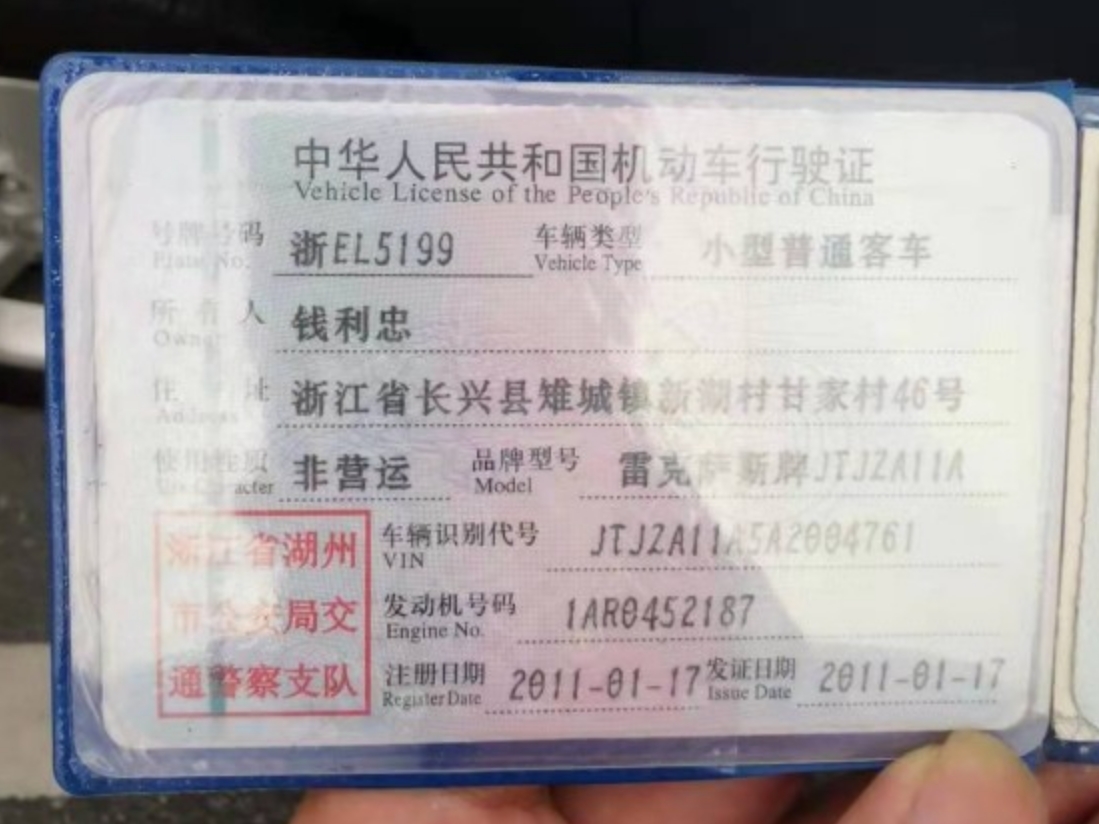 中华人民共和国机动车行驶证
Vehicle License of the People's Republic of China
号牌号码 浙EL5199 车辆类型 小型普通客车
Plate No. Vehicle Type
所有人 钱利忠
Owner
住址 浙江省长兴县雉城镇新湖村甘家村46号
Address
使用性质 非营运 品牌型号 雷克萨斯牌JTJZA11A
Use Character Model
浙江省湖州 车辆识别代号 JTJZA11A5A2004761
VIN
市公安局交 发动机号码 1AR0452187
Engine No.
通警察支队 注册日期 2011-01-17 发证日期 2011-01-17
Register Date Issue Date